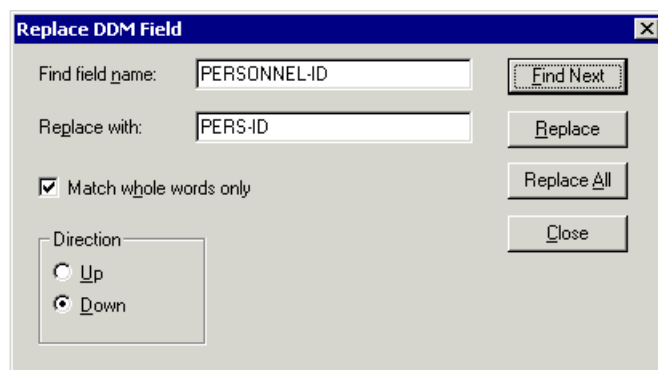 Replace DDM Field
Find field name: PERSONNEL-ID Find Next
Replace with: PERS-ID Replace
Match whole words only Replace All
Direction Close
Up
Down